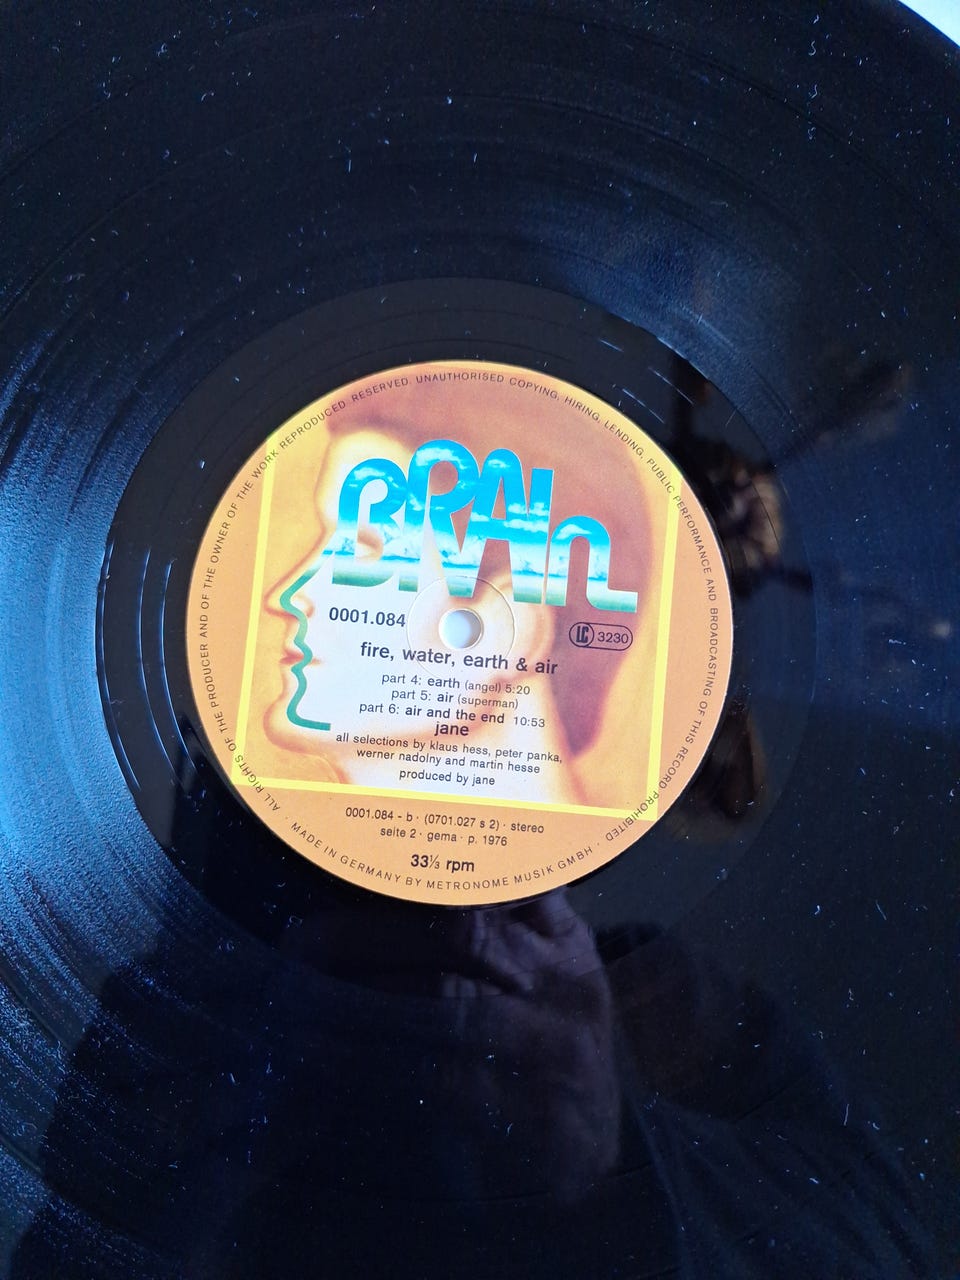 ALL RIGHTS OF THE PRODUCER AND OF THE OWNER OF THE WORK REPRODUCED RESERVED. UNAUTHORISED COPYING, HIRING, LENDING, PUBLIC PERFORMANCE AND BROADCASTING OF THIS RECORD PROHIBITED
BRAIn
0001.084
LC 3230
fire, water, earth & air
part 4: earth (angel) 5:20
part 5: air (superman)
part 6: air and the end 10:53
jane
all selections by klaus hess, peter panka,
werner nadolny and martin hesse
produced by jane
0001.084 - b · (0701.027 s 2) · stereo
seite 2 · gema · p. 1976
33⅓ rpm
· MADE IN GERMANY BY METRONOME MUSIK GMBH ·